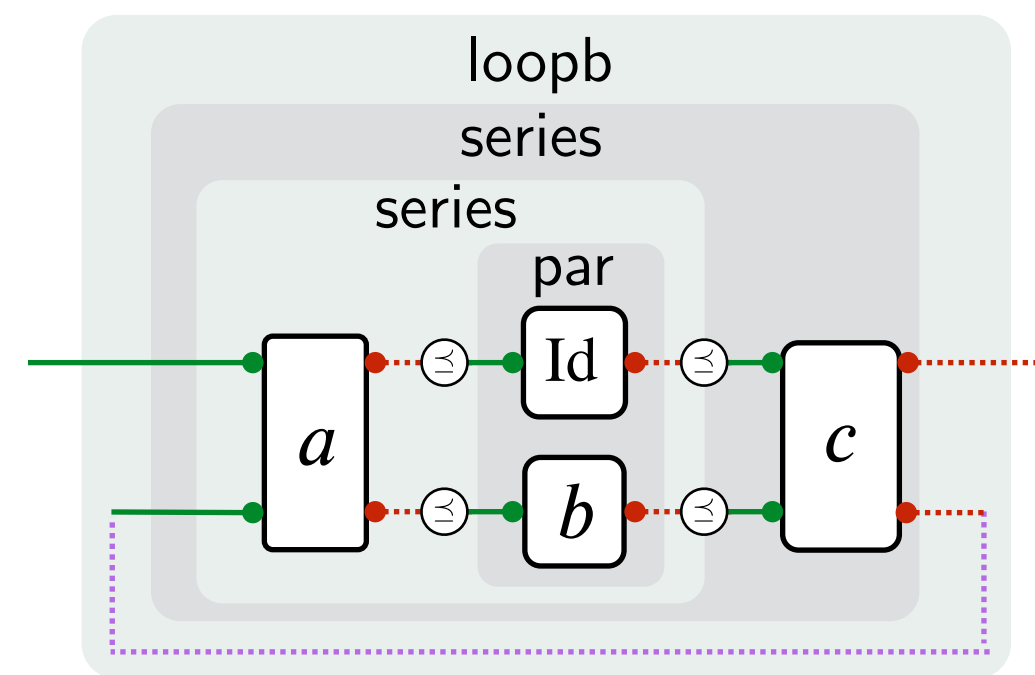 loopb
series
series
par
⪯ Id ⪯
a c
⪯ b ⪯